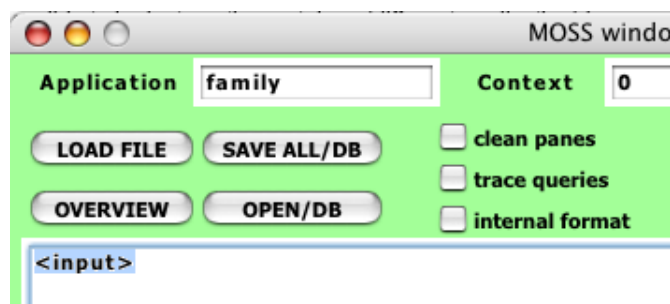 MOSS windo
Application family Context 0
LOAD FILE SAVE ALL/DB clean panes
trace queries
OVERVIEW OPEN/DB internal format
<input>